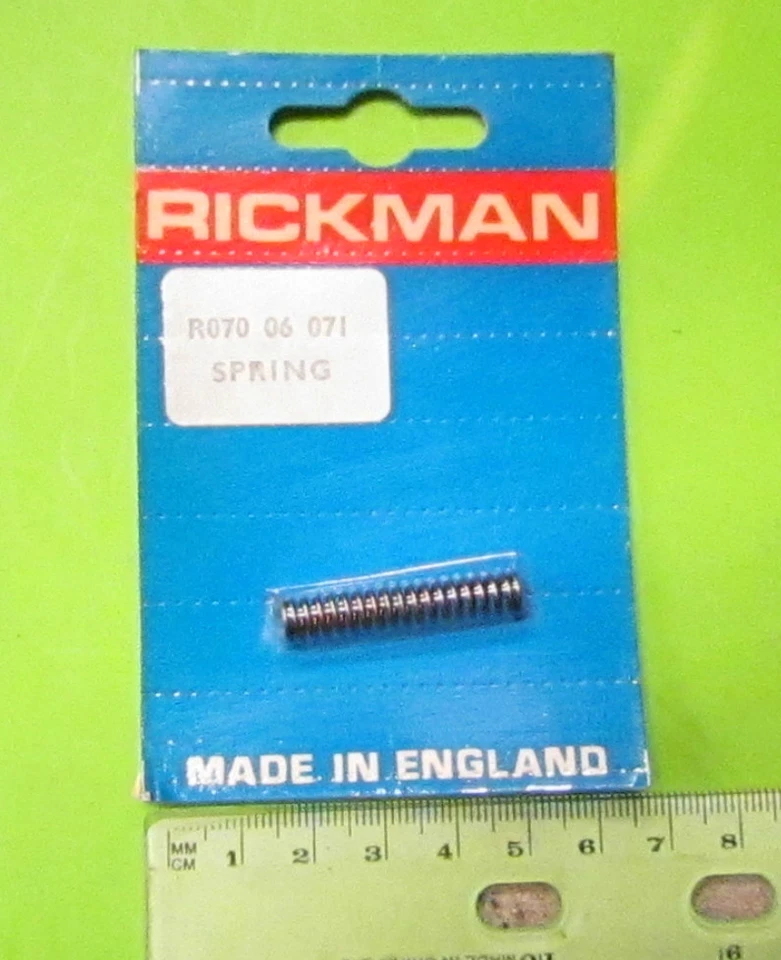 RICKMAN
R070 06 071
SPRING
MADE IN ENGLAND
MM
CM
1 2 3 4 5 6 7 8